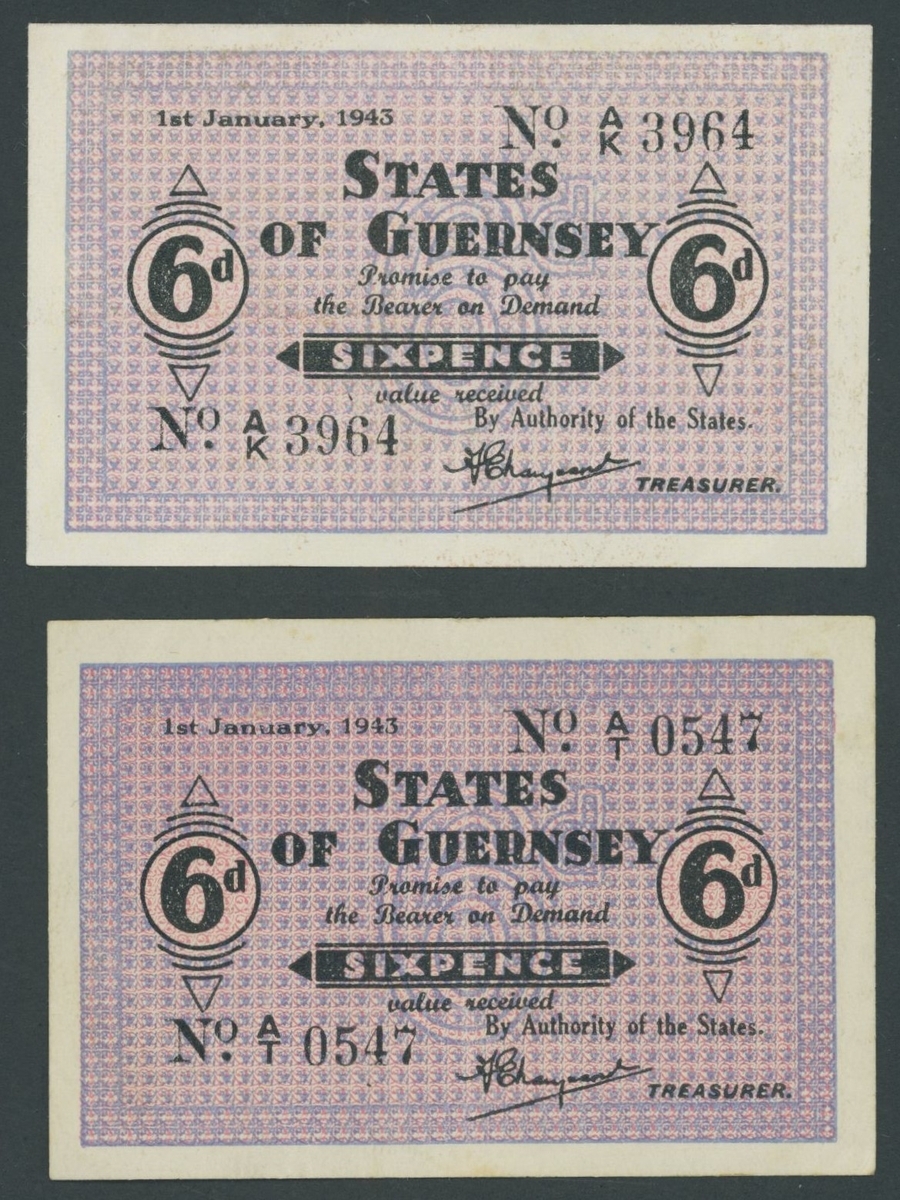 1st January, 1943
No. A/K 3964
STATES
OF GUERNSEY
6d
6d
Promise to pay
the Bearer on Demand
SIXPENCE
value received
By Authority of the States.
No. A/K 3964
TREASURER.
1st January, 1943
No. A/T 0547
STATES
OF GUERNSEY
6d
6d
Promise to pay
the Bearer on Demand
SIXPENCE
value received
By Authority of the States.
No. A/T 0547
TREASURER.